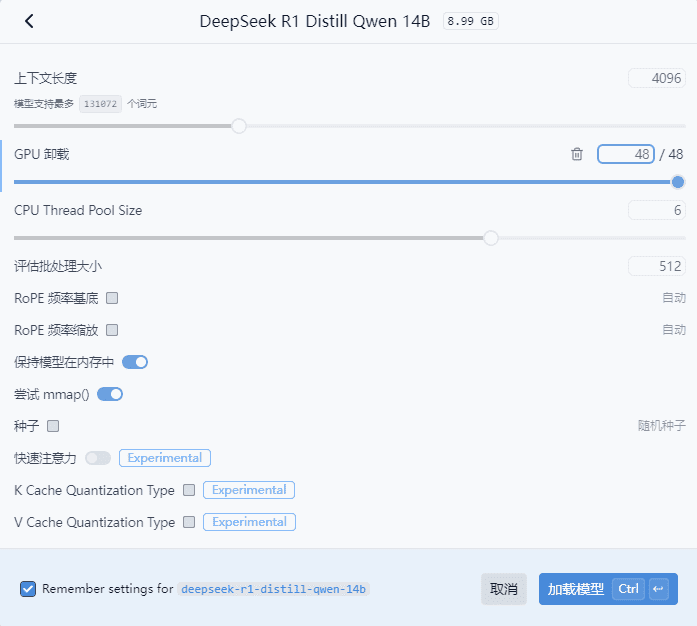 DeepSeek R1 Distill Qwen 14B 8.99 GB
上下文长度 4096
模型支持最多 131072 个词元
GPU 卸载 48 / 48
CPU Thread Pool Size 6
评估批处理大小 512
RoPE 频率基底 自动
RoPE 频率缩放 自动
保持模型在内存中
尝试 mmap()
种子 随机种子
快速注意力 Experimental
K Cache Quantization Type Experimental
V Cache Quantization Type Experimental
Remember settings for deepseek-r1-distill-qwen-14b 取消 加载模型 Ctrl ↩